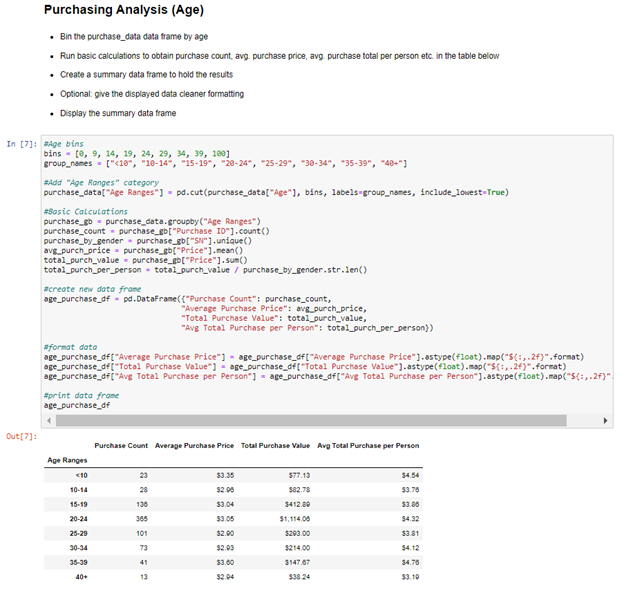 Purchasing Analysis (Age)
• Bin the purchase_data data frame by age
• Run basic calculations to obtain purchase count, avg. purchase price, avg. purchase total per person etc. in the table below
• Create a summary data frame to hold the results
• Optional: give the displayed data cleaner formatting
• Display the summary data frame
In [7]:
#Age bins
bins = [0, 9, 14, 19, 24, 29, 34, 39, 100]
group_names = ["<10", "10-14", "15-19", "20-24", "25-29", "30-34", "35-39", "40+"]
#Add "Age Ranges" category
purchase_data["Age Ranges"] = pd.cut(purchase_data["Age"], bins, labels=group_names, include_lowest=True)
#Basic Calculations
purchase_gb = purchase_data.groupby("Age Ranges")
purchase_count = purchase_gb["Purchase ID"].count()
purchase_by_gender = purchase_gb["SN"].unique()
avg_purch_price = purchase_gb["Price"].mean()
total_purch_value = purchase_gb["Price"].sum()
total_purch_per_person = total_purch_value / purchase_by_gender.str.len()
#create new data frame
age_purchase_df = pd.DataFrame({"Purchase Count": purchase_count,
"Average Purchase Price": avg_purch_price,
"Total Purchase Value": total_purch_value,
"Avg Total Purchase per Person": total_purch_per_person})
#format data
age_purchase_df["Average Purchase Price"] = age_purchase_df["Average Purchase Price"].astype(float).map("${:,.2f}".format)
age_purchase_df["Total Purchase Value"] = age_purchase_df["Total Purchase Value"].astype(float).map("${:,.2f}".format)
age_purchase_df["Avg Total Purchase per Person"] = age_purchase_df["Avg Total Purchase per Person"].astype(float).map("${:,.2f}".
#print data frame
age_purchase_df
Out[7]:
Purchase Count Average Purchase Price Total Purchase Value Avg Total Purchase per Person
Age Ranges
<10 23 $3.35 $77.13 $4.54
10-14 28 $2.96 $82.78 $3.76
15-19 136 $3.04 $412.89 $3.86
20-24 365 $3.05 $1,114.06 $4.32
25-29 101 $2.90 $293.00 $3.81
30-34 73 $2.93 $214.00 $4.12
35-39 41 $3.60 $147.67 $4.76
40+ 13 $2.94 $38.24 $3.19